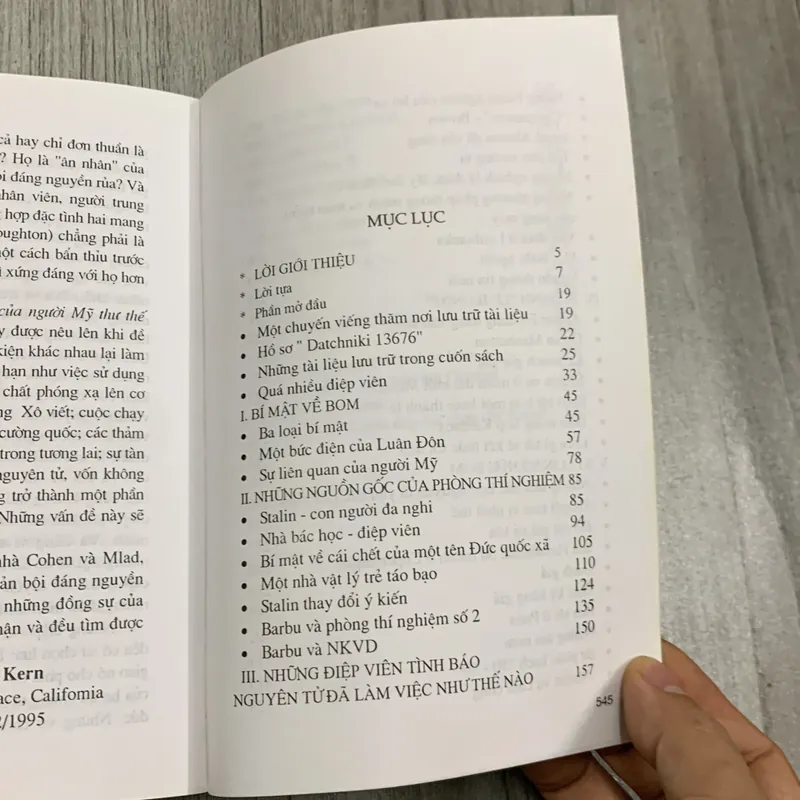 cả hay chỉ đơn thuần là
? Họ là "ân nhân" của
i đáng nguyền rủa? Và
nhân viên, người trung
hợp đặc tình hai mang
oughton) chẳng phải là
một cách bẩn thỉu trước
xứng đáng với họ hơn
của người Mỹ thư thế
y được nêu lên khi đề
kiện khác nhau lại làm
hạn như việc sử dụng
chất phóng xạ lên cơ
ng Xô viết; cuộc chạy
cường quốc; các thảm
trong tương lai; sự tàn
nguyên tử, vốn không
g trở thành một phần
Những vấn đề này sẽ
nhà Cohen và Mlad,
ản bội đáng nguyền
những đồng sự của
hận và đều tìm được
Kern
ace, Califomia
2/1995
MỤC LỤC
* LỜI GIỚI THIỆU 5
* Lời tựa 7
* Phần mở đầu 19
• Một chuyến viếng thăm nơi lưu trữ tài liệu 19
• Hồ sơ " Datchniki 13676" 22
• Những tài liệu lưu trữ trong cuốn sách 25
• Quá nhiều điệp viên 33
I. BÍ MẬT VỀ BOM 45
• Ba loại bí mật 45
• Một bức điện của Luân Đôn 57
• Sự liên quan của người Mỹ 78
II. NHỮNG NGUỒN GỐC CỦA PHÒNG THÍ NGHIỆM 85
• Stalin - con người đa nghi 85
• Nhà bác học - điệp viên 94
• Bí mật về cái chết của một tên Đức quốc xã 105
• Một nhà vật lý trẻ táo bạo 110
• Stalin thay đổi ý kiến 124
• Barbu và phòng thí nghiệm số 2 135
• Barbu và NKVD 150
III. NHỮNG ĐIỆP VIÊN TÌNH BÁO
NGUYÊN TỬ ĐÃ LÀM VIỆC NHƯ THẾ NÀO 157
545